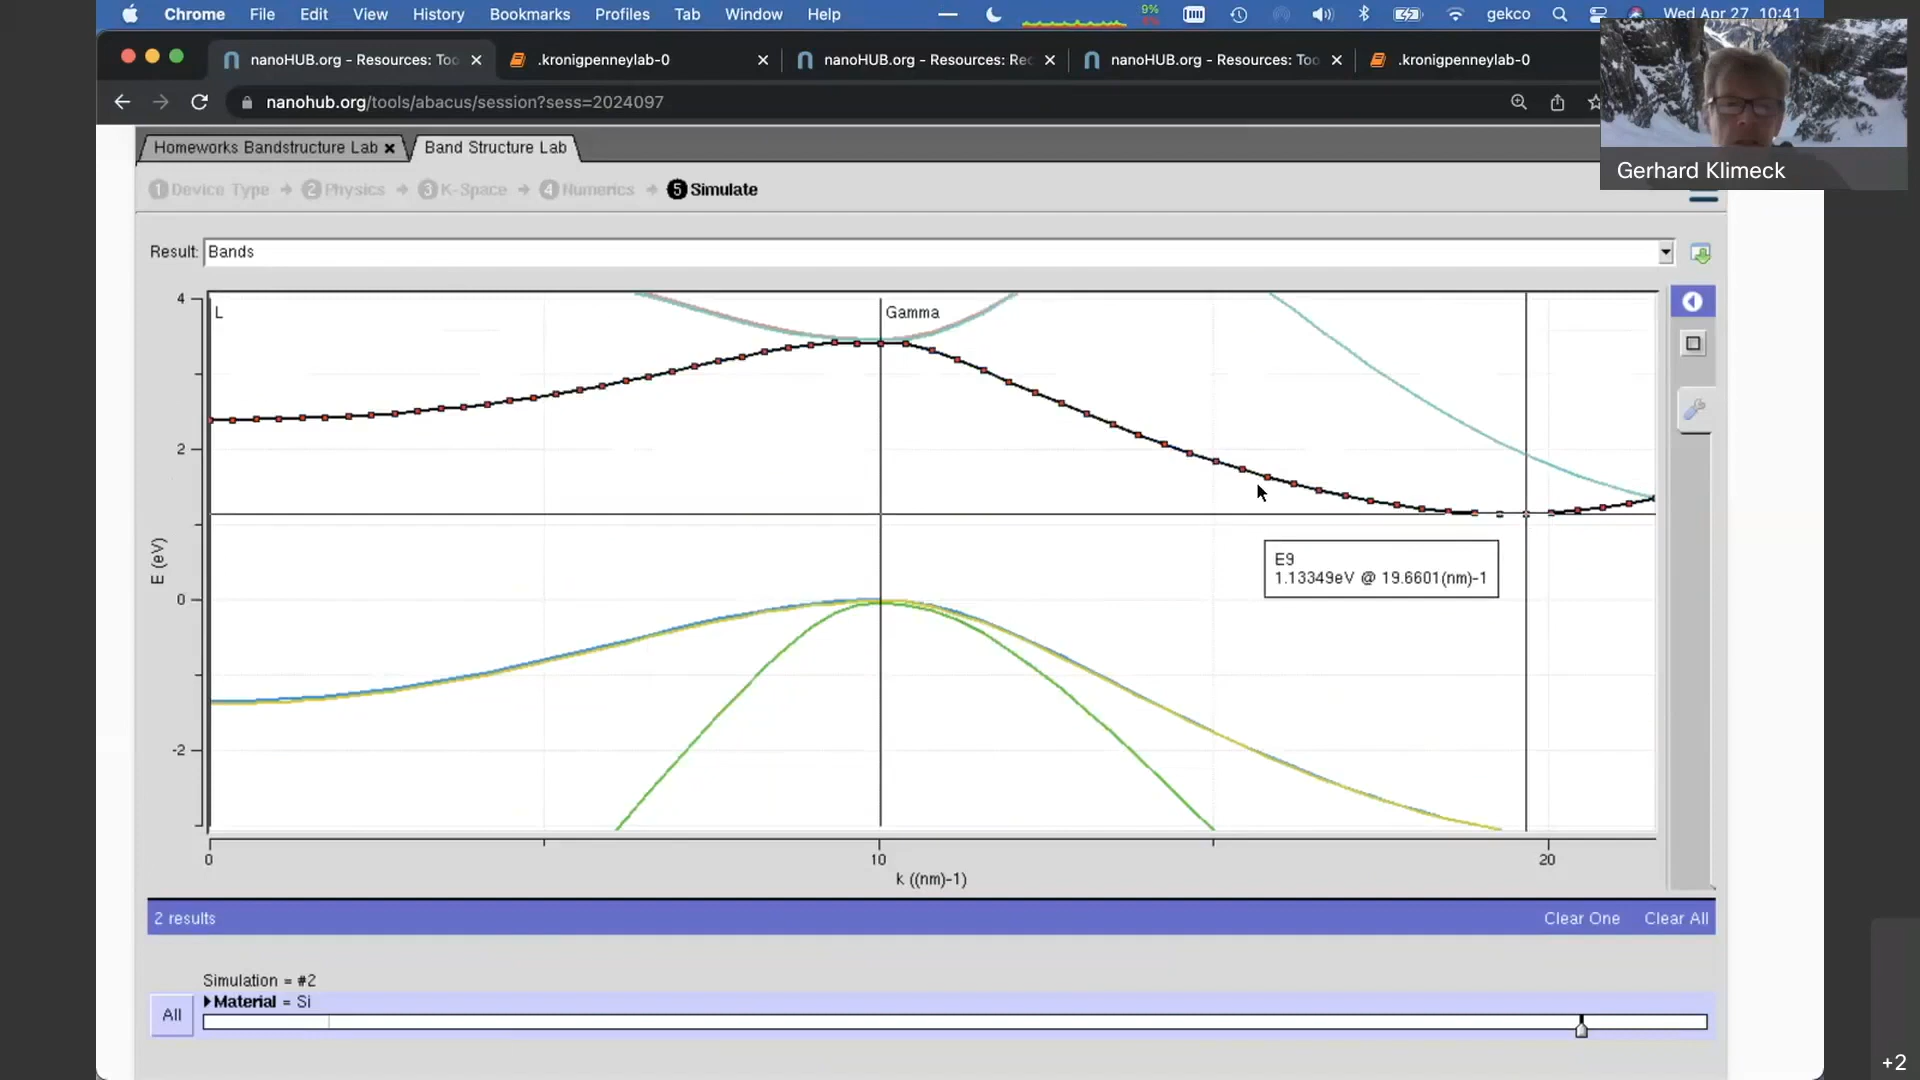 Chrome File Edit View History Bookmarks Profiles Tab Window Help 9% gekco Wed Apr 27, 10:41
nanoHUB.org - Resources: Too .kronigpenneylab-0 nanoHUB.org - Resources: Rec nanoHUB.org - Resources: Too .kronigpenneylab-0
nanohub.org/tools/abacus/session?sess=2024097
Gerhard Klimeck
Homeworks Bandstructure Lab Band Structure Lab
1 Device Type 2 Physics 3 K-Space 4 Numerics 5 Simulate
Result: Bands
4
L
Gamma
2
E9
1.13349eV @ 19.6601(nm)-1
E (eV)
0
-2
0 10 20
k ((nm)-1)
2 results Clear One Clear All
Simulation = #2
All Material = Si
+2